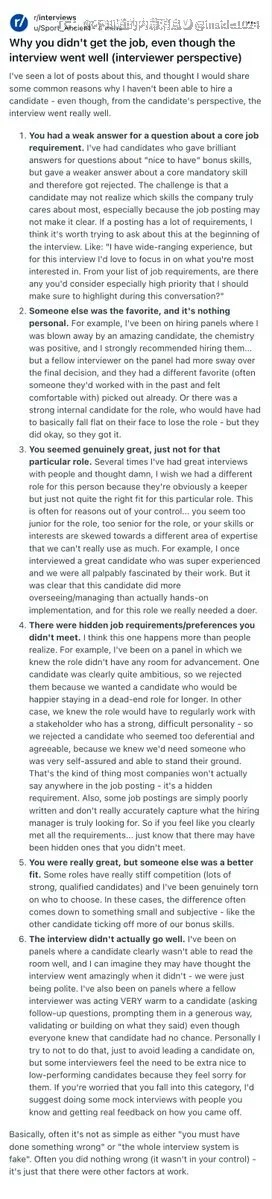 r/interviews
u/Sport_Ancient
@inside1024
Why you didn't get the job, even though the
interview went well (interviewer perspective)
I've seen a lot of posts about this, and thought I would share
some common reasons why I haven't been able to hire a
candidate - even though, from the candidate's perspective, the
interview went really well.
1. You had a weak answer for a question about a core job
requirement. I've had candidates who gave brilliant
answers for questions about "nice to have" bonus skills,
but gave a weaker answer about a core mandatory skill
and therefore got rejected. The challenge is that a
candidate may not realize which skills the company truly
cares about most, especially because the job posting may
not make it clear. If a posting has a lot of requirements, I
think it's worth trying to ask about this at the beginning of
the interview. Like: "I have wide-ranging experience, but
for this interview I'd love to focus in on what you're most
interested in. From your list of job requirements, are there
any you'd consider especially high priority that I should
make sure to highlight during this conversation?"
2. Someone else was the favorite, and it's nothing
personal. For example, I've been on hiring panels where I
was blown away by an amazing candidate, the chemistry
was positive, and I strongly recommended hiring them...
but a fellow interviewer on the panel had more sway over
the final decision, and they had a different favorite (often
someone they'd worked with in the past and felt
comfortable with) picked out already. Or there was a
strong internal candidate for the role, who would have had
to basically fall flat on their face to lose the role - but they
did okay, so they got it.
3. You seemed genuinely great, just not for that
particular role. Several times I've had great interviews
with people and thought damn, I wish we had a different
role for this person because they're obviously a keeper
but just not quite the right fit for this particular role. This
is often for reasons out of your control... you seem too
junior for the role, too senior for the role, or your skills or
interests are skewed towards a different area of expertise
that we can't really use as much. For example, I once
interviewed a great candidate who was super experienced
and we were all palpably fascinated by their work. But it
was clear that this candidate did more
overseeing/managing than actually hands-on
implementation, and for this role we really needed a doer.
4. There were hidden job requirements/preferences you
didn't meet. I think this one happens more than people
realize. For example, I've been on a panel in which we
knew the role didn't have any room for advancement. One
candidate was clearly quite ambitious, so we rejected
them because we wanted a candidate who would be
happier staying in a dead-end role for longer. In other
case, we knew the role would have to regularly work with
a stakeholder who has a strong, difficult personality - so
we rejected a candidate who seemed too deferential and
agreeable, because we knew we'd need someone who
was very self-assured and able to stand their ground.
That's the kind of thing most companies won't actually
say anywhere in the job posting - it's a hidden
requirement. Also, some job postings are simply poorly
written and don't really accurately capture what the hiring
manager is truly looking for. So if you feel like you clearly
met all the requirements... just know that there may have
been hidden ones that you didn't meet.
5. You were really great, but someone else was a better
fit. Some roles have really stiff competition (lots of
strong, qualified candidates) and I've been genuinely torn
on who to choose. In these cases, the difference often
comes down to something small and subjective - like the
other candidate ticking off more of our bonus skills.
6. The interview didn't actually go well. I've been on
panels where a candidate clearly wasn't able to read the
room well, and I can imagine they may have thought the
interview went amazingly when it didn't - we were just
being polite. I've also been on panels where a fellow
interviewer was acting VERY warm to a candidate (asking
follow-up questions, prompting them in a generous way,
validating or building on what they said) even though
everyone knew that candidate had no chance. Personally I
try to not to do that, just to avoid leading a candidate on,
but some interviewers feel the need to be extra nice to
low-performing candidates because they feel sorry for
them. If you're worried that you fall into this category, I'd
suggest doing some mock interviews with people you
know and getting real feedback on how you came off.
Basically, often it's not as simple as either "you must have
done something wrong" or "the whole interview system is
fake". Often you did nothing wrong (it wasn't in your control) -
it's just that there were other factors at work.